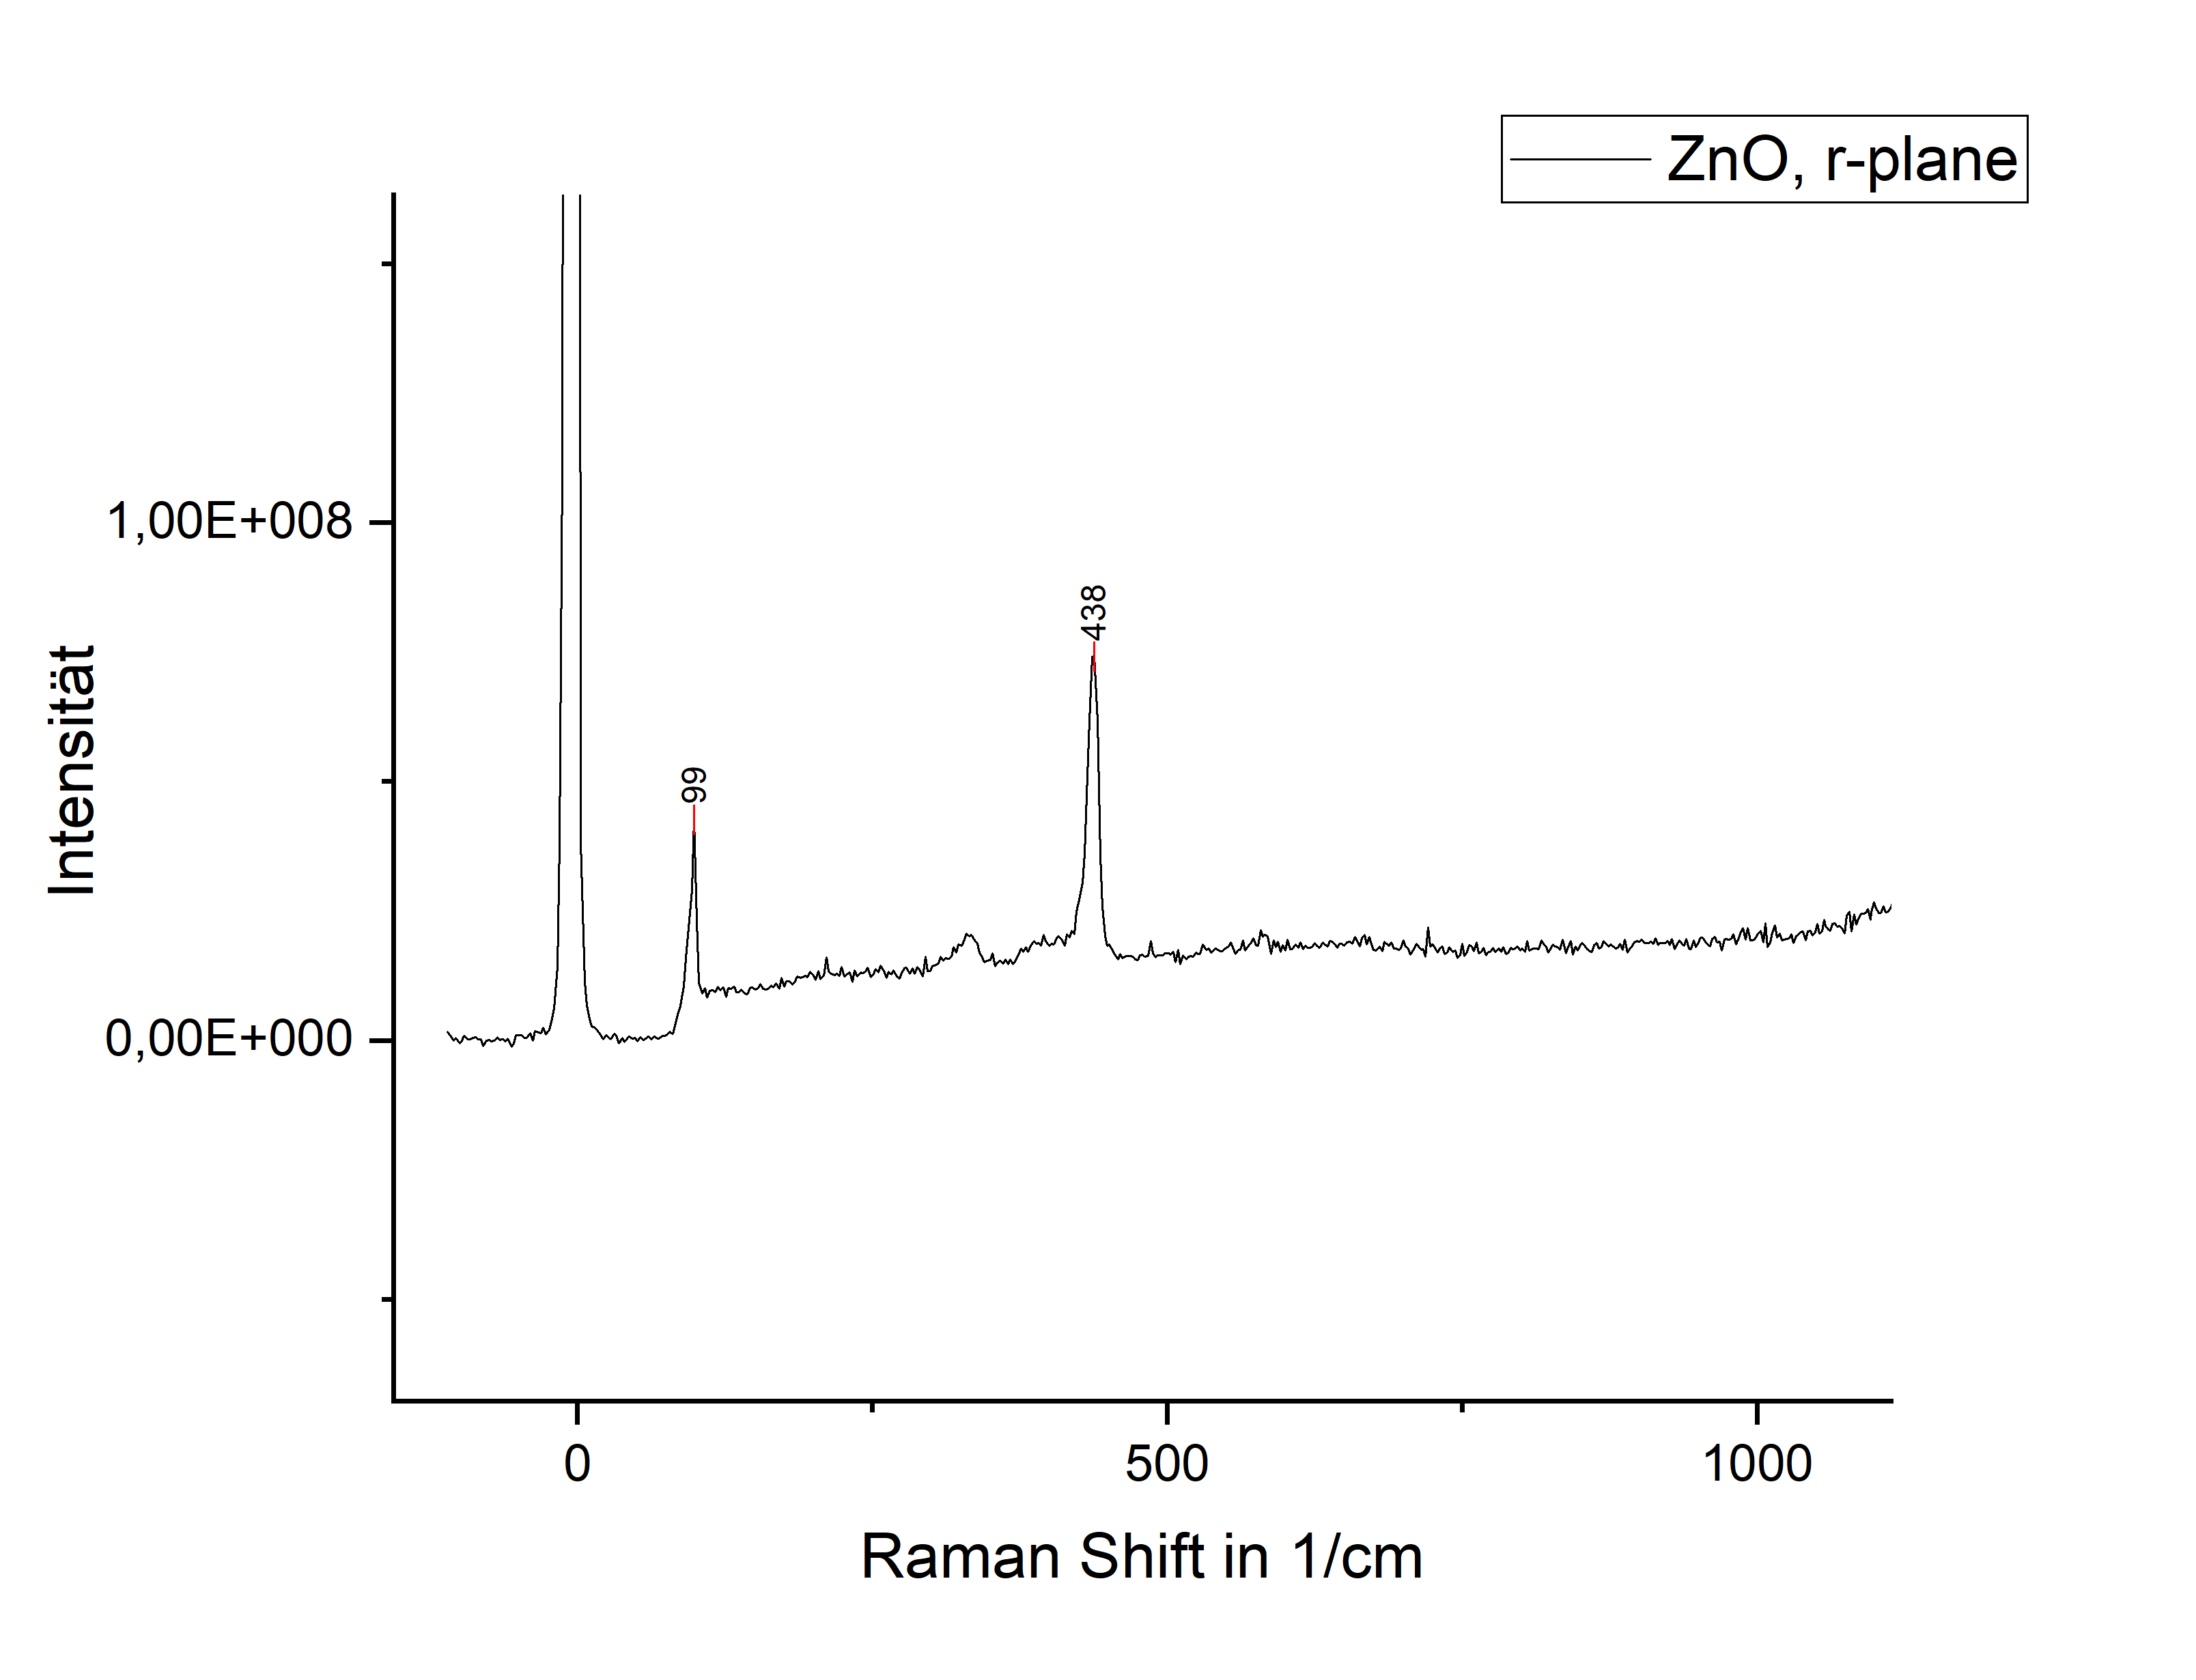 ZnO, r-plane
1,00E+008
0,00E+000
Intensität
99
438
0
500
1000
Raman Shift in 1/cm